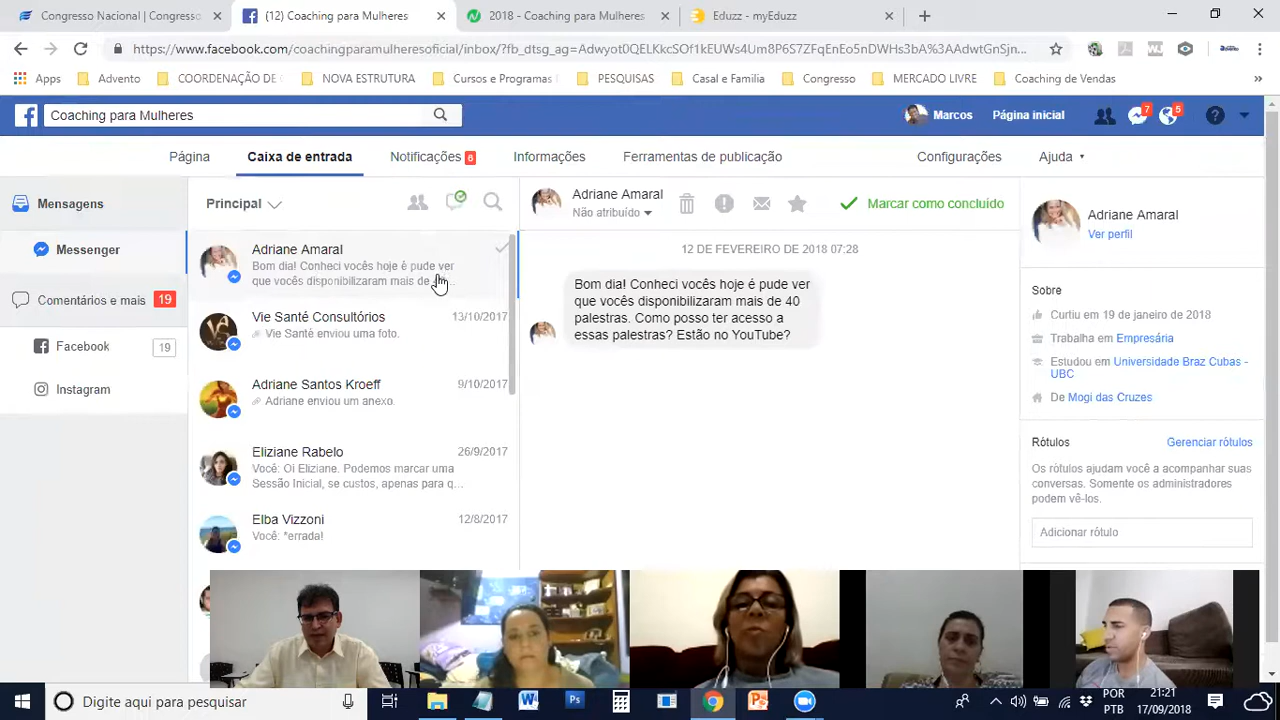 Congresso Nacional | Congresso
(12) Facebook
2018 - Coaching para Mulheres
Eduzz - myEduzz
https://www.facebook.com/coachingparamulheresoficial/inbox/?fb_dtsg_ag=
Apps
Advento
COORDENAÇÃO DE
NOVA ESTRUTURA
Cursos e Programas
PESQUISAS
Casal e Familia
Congresso
MERCADO LIVRE
Coaching de Vendas
»
Coaching para Mulheres
Marcos
Página inicial
7
5
Página
Caixa de entrada
Notificações 6
Informações
Ferramentas de publicação
Configurações
Ajuda
Mensagens
Messenger
Comentários e mais 19
Facebook 19
Instagram
Principal
Adriane Amaral
Bom dia! Conheci vocês hoje é pude ver
que vocês disponibilizaram mais de
Vie Santé Consultórios 13/10/2017
Vie Santé enviou uma foto.
Adriane Santos Kroeff 9/10/2017
Adriane enviou um anexo.
Eliziane Rabelo 26/9/2017
Você: Oi Eliziane. Podemos marcar uma
Sessão Inicial, se custos, apenas para q...
Elba Vizzoni 12/8/2017
Você: *errada!
Adriane Amaral
Não atribuído
Marcar como concluído
12 DE FEVEREIRO DE 2018 07:28
Bom dia! Conheci vocês hoje é pude ver
que vocês disponibilizaram mais de 40
palestras. Como posso ter acesso a
essas palestras? Estão no YouTube?
Adriane Amaral
Ver perfil
Sobre
Curtiu em 19 de janeiro de 2018
Trabalha em Empresária
Estudou em Universidade Braz Cubas -
UBC
De Mogi das Cruzes
Rótulos
Gerenciar rótulos
Os rótulos ajudam você a acompanhar suas
conversas. Somente os administradores
podem vê-los.
Adicionar rótulo
Digite aqui para pesquisar
POR
PTB
21:21
17/09/2018